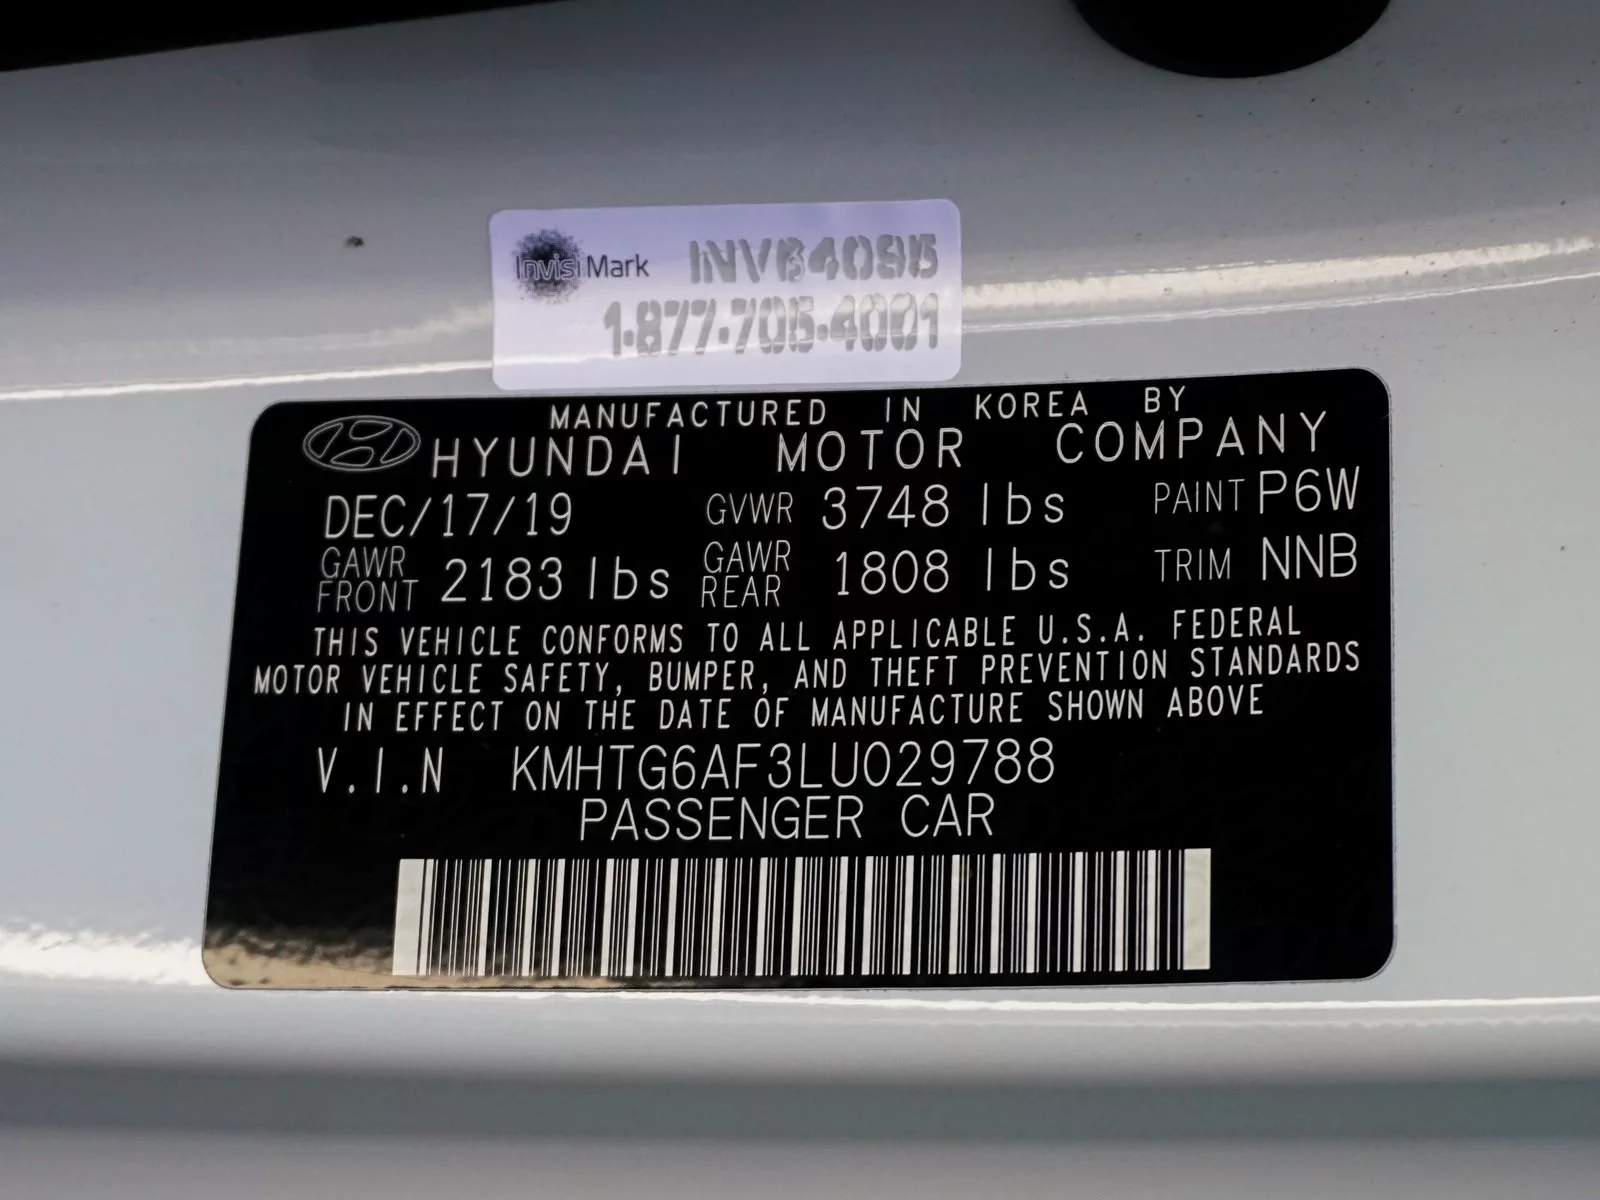 InvisiMark INV64095
1-877-705-4001
MANUFACTURED IN KOREA BY
HYUNDAI MOTOR COMPANY
DEC/17/19 GVWR 3748 lbs PAINT P6W
GAWR FRONT 2183 lbs GAWR REAR 1808 lbs TRIM NNB
THIS VEHICLE CONFORMS TO ALL APPLICABLE U.S.A. FEDERAL
MOTOR VEHICLE SAFETY, BUMPER, AND THEFT PREVENTION STANDARDS
IN EFFECT ON THE DATE OF MANUFACTURE SHOWN ABOVE
V.I.N KMHTG6AF3LU029788
PASSENGER CAR